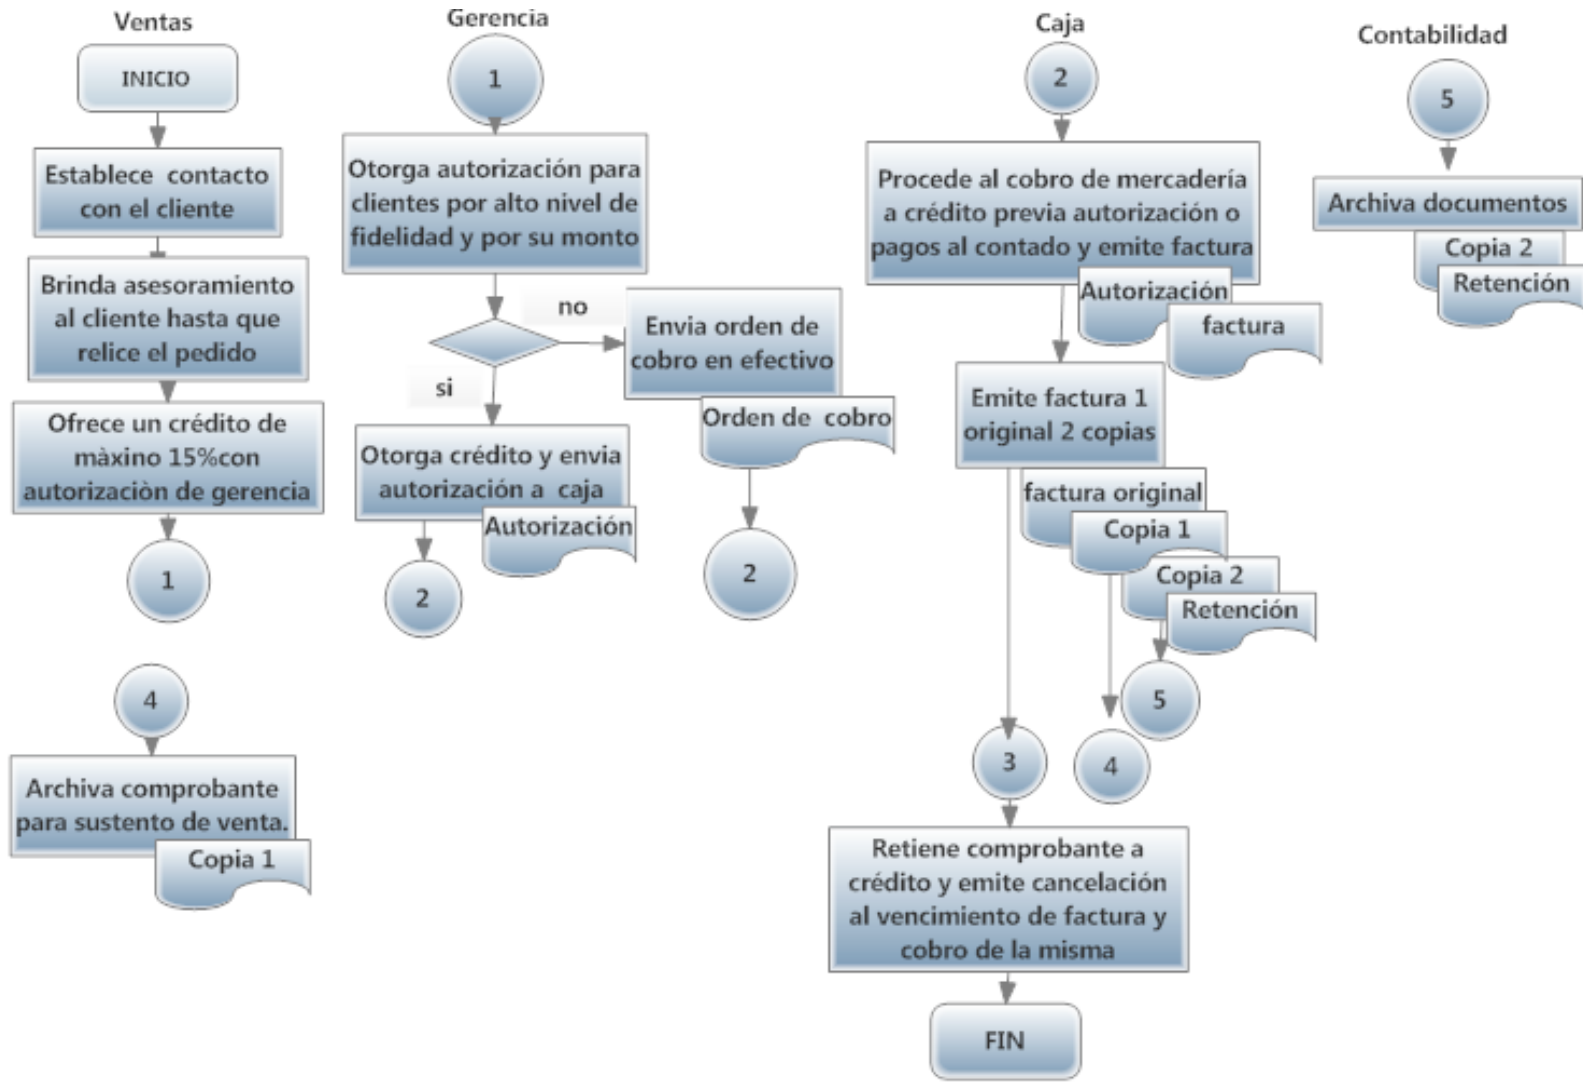 Ventas
INICIO
Establece contacto
con el cliente
Brinda asesoramiento
al cliente hasta que
relice el pedido
Ofrece un crédito de
màxino 15%con
autorizaciòn de gerencia
1
4
Archiva comprobante
para sustento de venta.
Copia 1
Gerencia
1
Otorga autorización para
clientes por alto nivel de
fidelidad y por su monto
no
si
Envia orden de
cobro en efectivo
Orden de cobro
2
Otorga crédito y envia
autorización a caja
Autorización
2
Caja
2
Procede al cobro de mercadería
a crédito previa autorización o
pagos al contado y emite factura
Autorización
factura
Emite factura 1
original 2 copias
factura original
Copia 1
Copia 2
Retención
5
3
4
Retiene comprobante a
crédito y emite cancelación
al vencimiento de factura y
cobro de la misma
FIN
Contabilidad
5
Archiva documentos
Copia 2
Retención